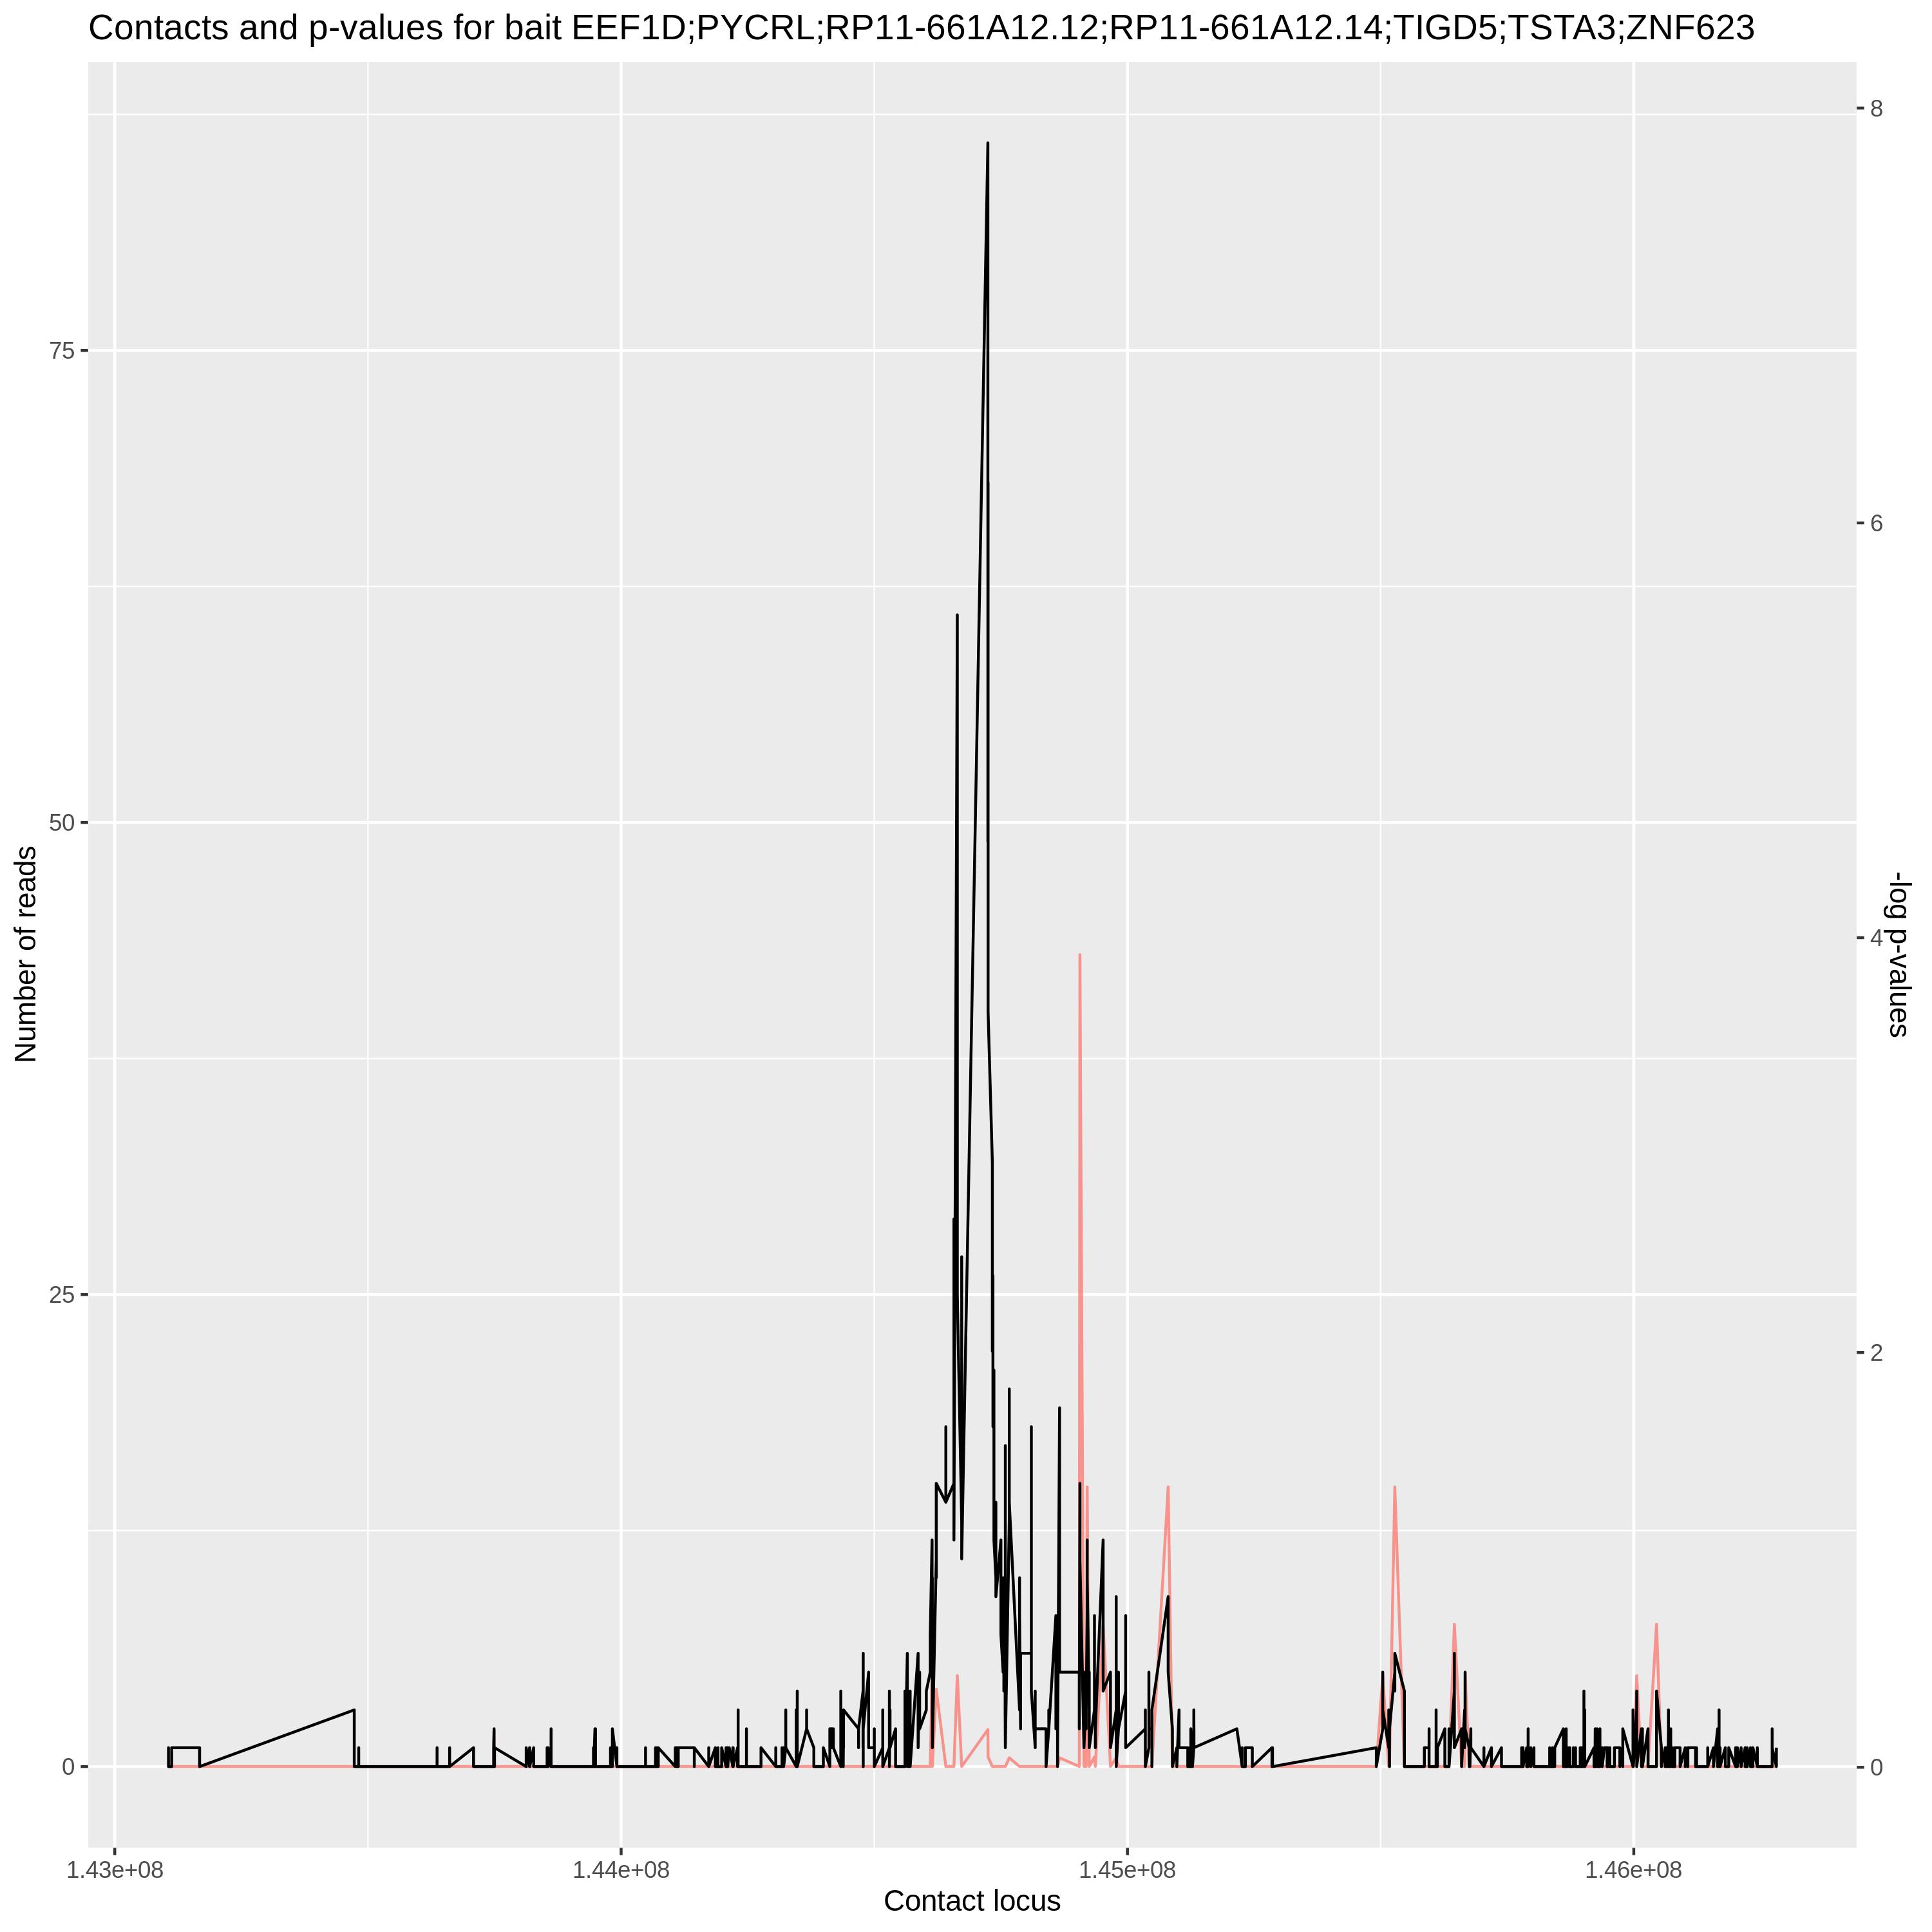 Contacts and p-values for bait EEF1D;PYCRL;RP11-661A12.12;RP11-661A12.14;TIGD5;TSTA3;ZNF623
8
75
6
50
4
25
2
0
0
Number of reads
-log p-values
1.43e+08 1.44e+08 1.45e+08 1.46e+08
Contact locus